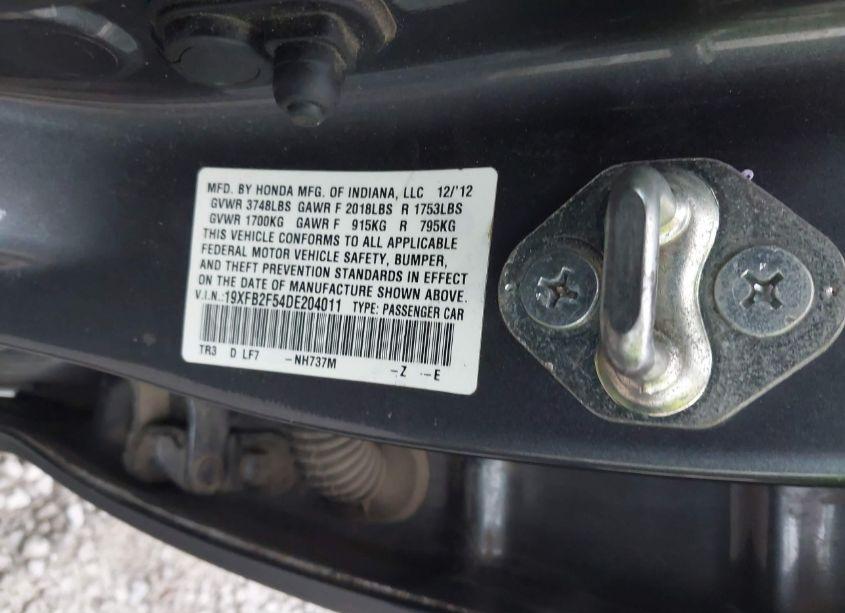 MFD. BY HONDA MFG. OF INDIANA, LLC 12/'12
GVWR 3748LBS GAWR F 2018LBS R 1753LBS
GVWR 1700KG GAWR F 915KG R 795KG
THIS VEHICLE CONFORMS TO ALL APPLICABLE
FEDERAL MOTOR VEHICLE SAFETY, BUMPER,
AND THEFT PREVENTION STANDARDS IN EFFECT
ON THE DATE OF MANUFACTURE SHOWN ABOVE.
V.I.N.:19XFB2F54DE204011 TYPE: PASSENGER CAR
TR3 D LF7 -NH737M
-Z --E